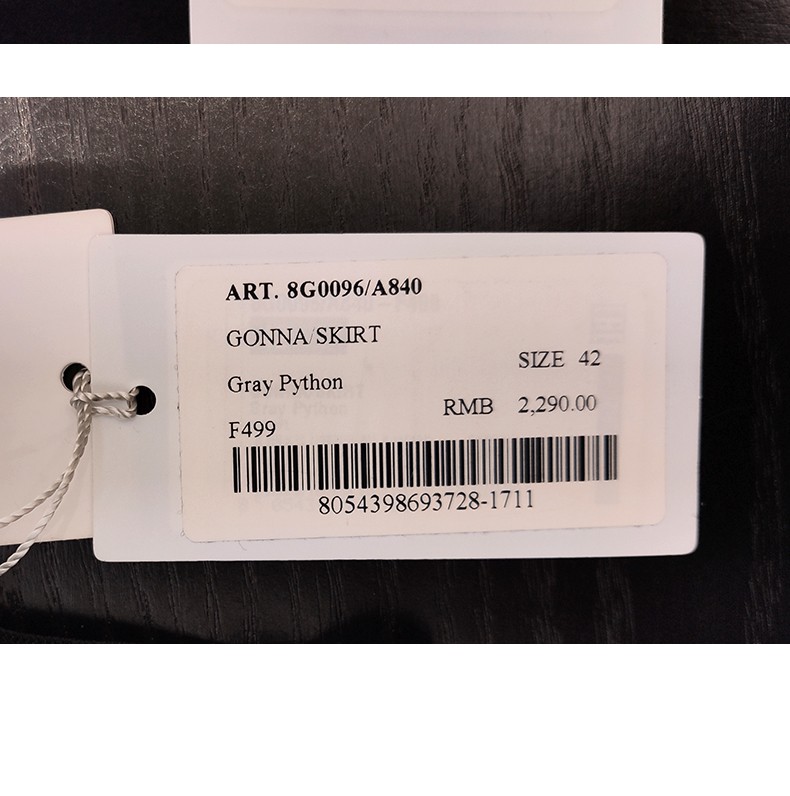 ART. 8G0096/A840
GONNA/SKIRT
SIZE 42
Gray Python
RMB 2,290.00
F499
8054398693728-1711